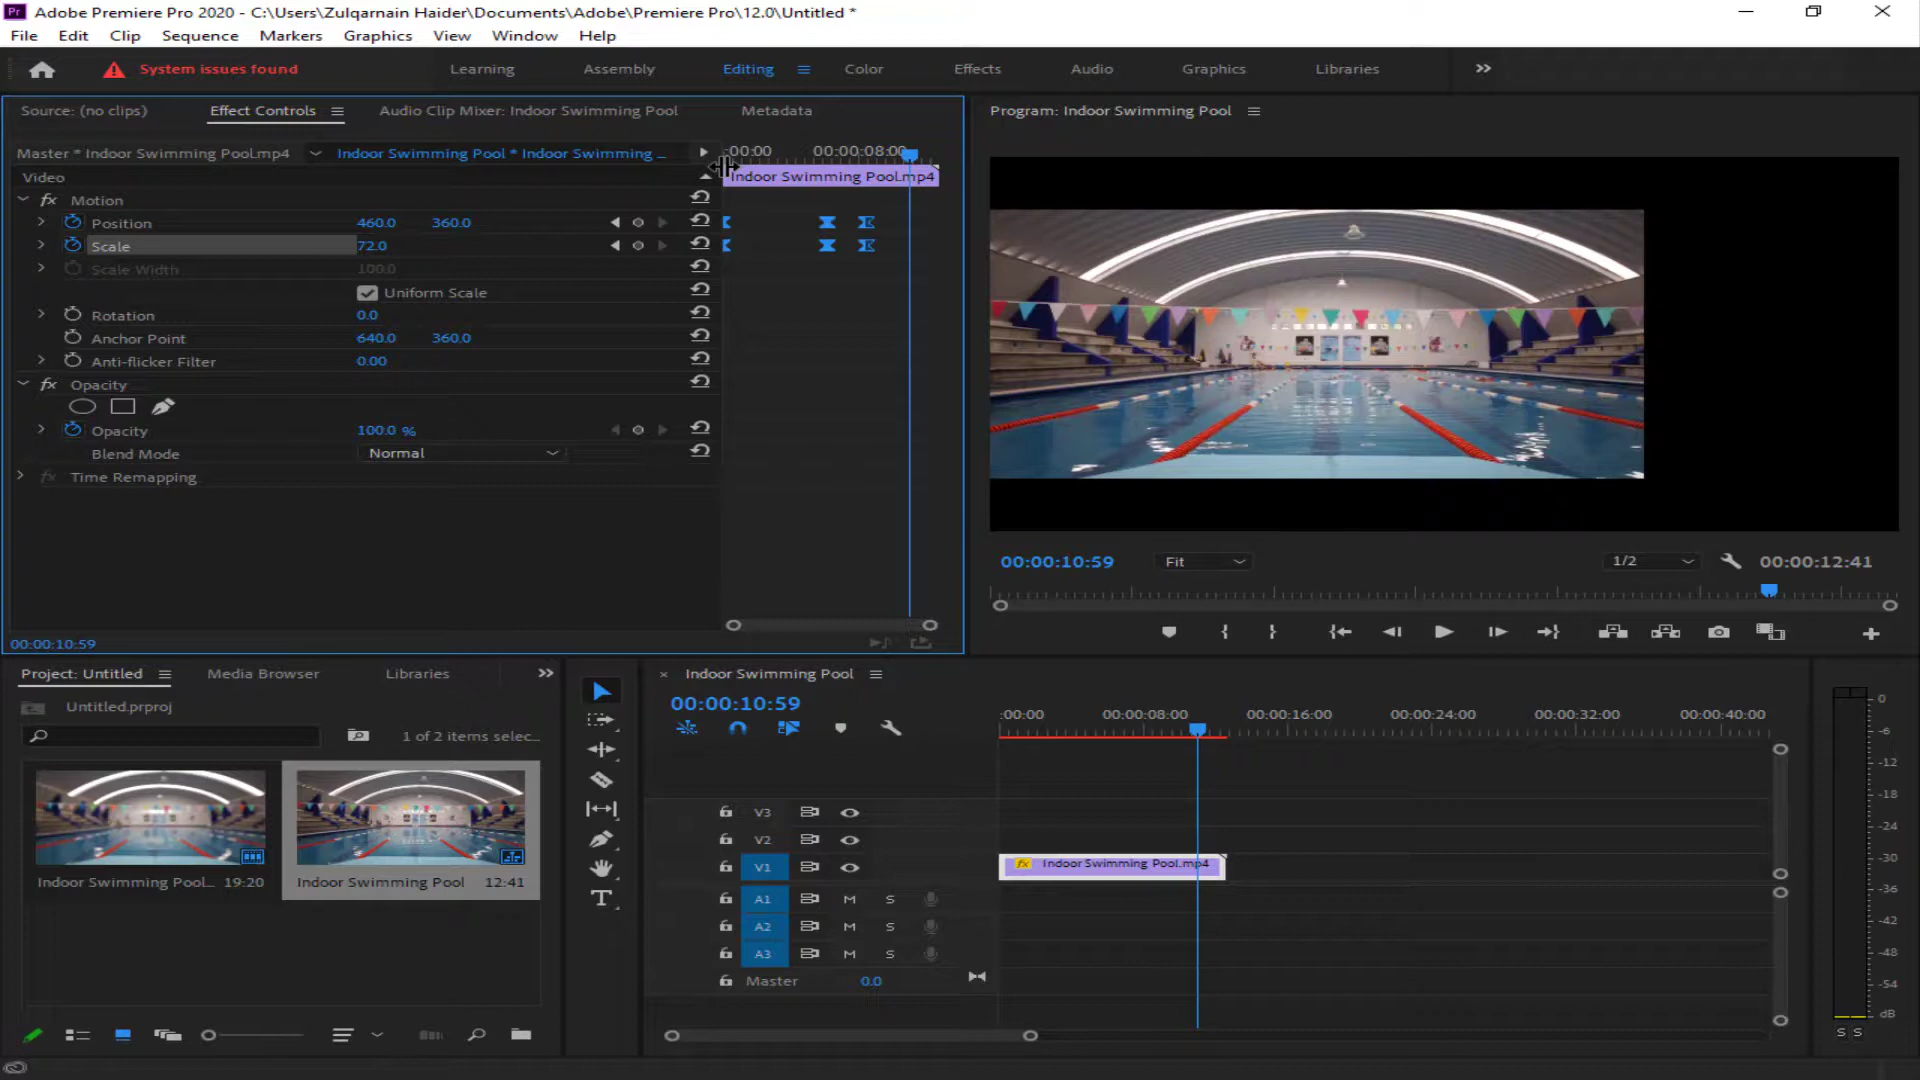 Adobe Premiere Pro 2020 - C:\Users\Zulqarnain Haider\Documents\Adobe\Premiere Pro\12.0\Untitled *
File Edit Clip Sequence Markers Graphics View Window Help
System issues found Learning Assembly Editing Color Effects Audio Graphics Libraries
Source: (no clips) Effect Controls Audio Clip Mixer: Indoor Swimming Pool Metadata Program: Indoor Swimming Pool
Master * Indoor Swimming Pool.mp4 Indoor Swimming Pool * Indoor Swimming ... :00:00 00:00:08:00
Video Indoor Swimming Pool.mp4
fx Motion
Position 460.0 360.0
Scale 72.0
Scale Width 100.0
Uniform Scale
Rotation 0.0
Anchor Point 640.0 360.0
Anti-flicker Filter 0.00
fx Opacity
Opacity 100.0 %
Blend Mode Normal
fx Time Remapping
00:00:10:59 Fit 1/2 00:00:12:41
00:00:10:59
Project: Untitled Media Browser Libraries Indoor Swimming Pool
Untitled.prproj
1 of 2 items selec...
00:00:10:59
:00:00 00:00:08:00 00:00:16:00 00:00:24:00 00:00:32:00 00:00:40:00
V3
V2
V1 fx Indoor Swimming Pool.mp4
Indoor Swimming Pool... 19:20 Indoor Swimming Pool 12:41
A1 M S
A2 M S
A3 M S
Master 0.0
0
-6
-12
-18
-24
-30
-36
-42
-48
-54
dB
S S